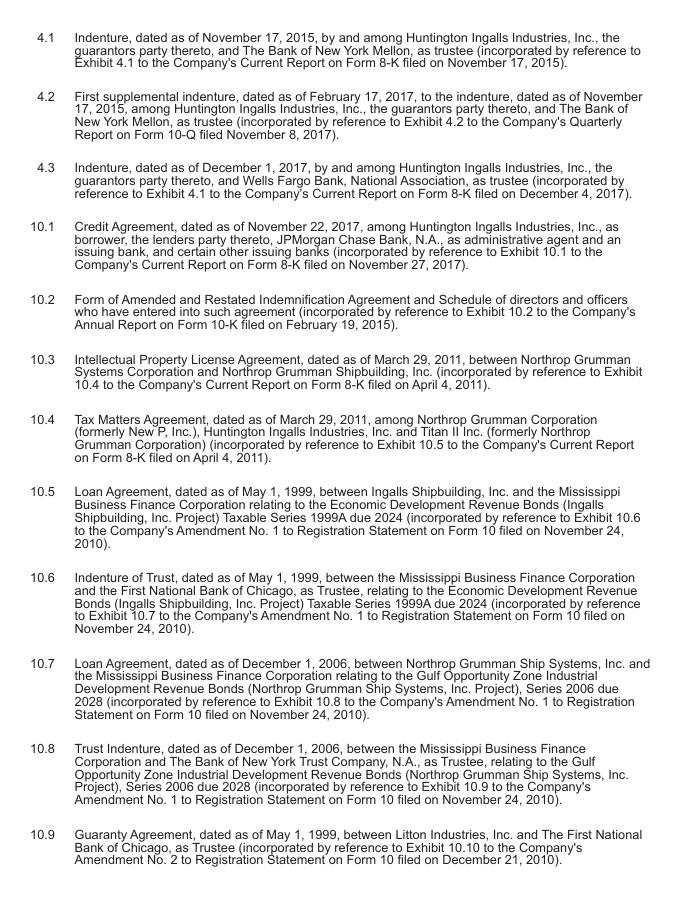 4.1 Indenture, dated as of November 17, 2015, by and among Huntington Ingalls Industries, Inc., the
guarantors party thereto, and The Bank of New York Mellon, as trustee (incorporated by reference to
Exhibit 4.1 to the Company's Current Report on Form 8-K filed on November 17, 2015).
4.2 First supplemental indenture, dated as of February 17, 2017, to the indenture, dated as of November
17, 2015, among Huntington Ingalls Industries, Inc., the guarantors party thereto, and The Bank of
New York Mellon, as trustee (incorporated by reference to Exhibit 4.2 to the Company's Quarterly
Report on Form 10-Q filed November 8, 2017).
4.3 Indenture, dated as of December 1, 2017, by and among Huntington Ingalls Industries, Inc., the
guarantors party thereto, and Wells Fargo Bank, National Association, as trustee (incorporated by
reference to Exhibit 4.1 to the Company's Current Report on Form 8-K filed on December 4, 2017).
10.1 Credit Agreement, dated as of November 22, 2017, among Huntington Ingalls Industries, Inc., as
borrower, the lenders party thereto, JPMorgan Chase Bank, N.A., as administrative agent and an
issuing bank, and certain other issuing banks (incorporated by reference to Exhibit 10.1 to the
Company's Current Report on Form 8-K filed on November 27, 2017).
10.2 Form of Amended and Restated Indemnification Agreement and Schedule of directors and officers
who have entered into such agreement (incorporated by reference to Exhibit 10.2 to the Company's
Annual Report on Form 10-K filed on February 19, 2015).
10.3 Intellectual Property License Agreement, dated as of March 29, 2011, between Northrop Grumman
Systems Corporation and Northrop Grumman Shipbuilding, Inc. (incorporated by reference to Exhibit
10.4 to the Company's Current Report on Form 8-K filed on April 4, 2011).
10.4 Tax Matters Agreement, dated as of March 29, 2011, among Northrop Grumman Corporation
(formerly New P, Inc.), Huntington Ingalls Industries, Inc. and Titan II Inc. (formerly Northrop
Grumman Corporation) (incorporated by reference to Exhibit 10.5 to the Company's Current Report
on Form 8-K filed on April 4, 2011).
10.5 Loan Agreement, dated as of May 1, 1999, between Ingalls Shipbuilding, Inc. and the Mississippi
Business Finance Corporation relating to the Economic Development Revenue Bonds (Ingalls
Shipbuilding, Inc. Project) Taxable Series 1999A due 2024 (incorporated by reference to Exhibit 10.6
to the Company's Amendment No. 1 to Registration Statement on Form 10 filed on November 24,
2010).
10.6 Indenture of Trust, dated as of May 1, 1999, between the Mississippi Business Finance Corporation
and the First National Bank of Chicago, as Trustee, relating to the Economic Development Revenue
Bonds (Ingalls Shipbuilding, Inc. Project) Taxable Series 1999A due 2024 (incorporated by reference
to Exhibit 10.7 to the Company's Amendment No. 1 to Registration Statement on Form 10 filed on
November 24, 2010).
10.7 Loan Agreement, dated as of December 1, 2006, between Northrop Grumman Ship Systems, Inc. and
the Mississippi Business Finance Corporation relating to the Gulf Opportunity Zone Industrial
Development Revenue Bonds (Northrop Grumman Ship Systems, Inc. Project), Series 2006 due
2028 (incorporated by reference to Exhibit 10.8 to the Company's Amendment No. 1 to Registration
Statement on Form 10 filed on November 24, 2010).
10.8 Trust Indenture, dated as of December 1, 2006, between the Mississippi Business Finance
Corporation and The Bank of New York Trust Company, N.A., as Trustee, relating to the Gulf
Opportunity Zone Industrial Development Revenue Bonds (Northrop Grumman Ship Systems, Inc.
Project), Series 2006 due 2028 (incorporated by reference to Exhibit 10.9 to the Company's
Amendment No. 1 to Registration Statement on Form 10 filed on November 24, 2010).
10.9 Guaranty Agreement, dated as of May 1, 1999, between Litton Industries, Inc. and The First National
Bank of Chicago, as Trustee (incorporated by reference to Exhibit 10.10 to the Company's
Amendment No. 2 to Registration Statement on Form 10 filed on December 21, 2010).